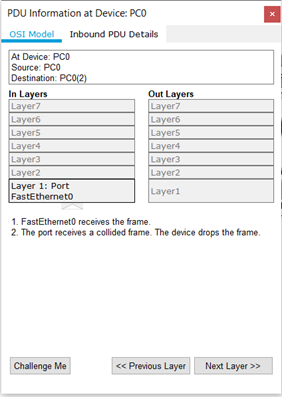 PDU Information at Device: PC0
×
OSI Model Inbound PDU Details
At Device: PC0
Source: PC0
Destination: PC0(2)
In Layers Out Layers
Layer7 Layer7
Layer6 Layer6
Layer5 Layer5
Layer4 Layer4
Layer3 Layer3
Layer2 Layer2
Layer 1: Port
FastEthernet0
Layer1
1. FastEthernet0 receives the frame.
2. The port receives a collided frame. The device drops the frame.
Challenge Me << Previous Layer Next Layer >>